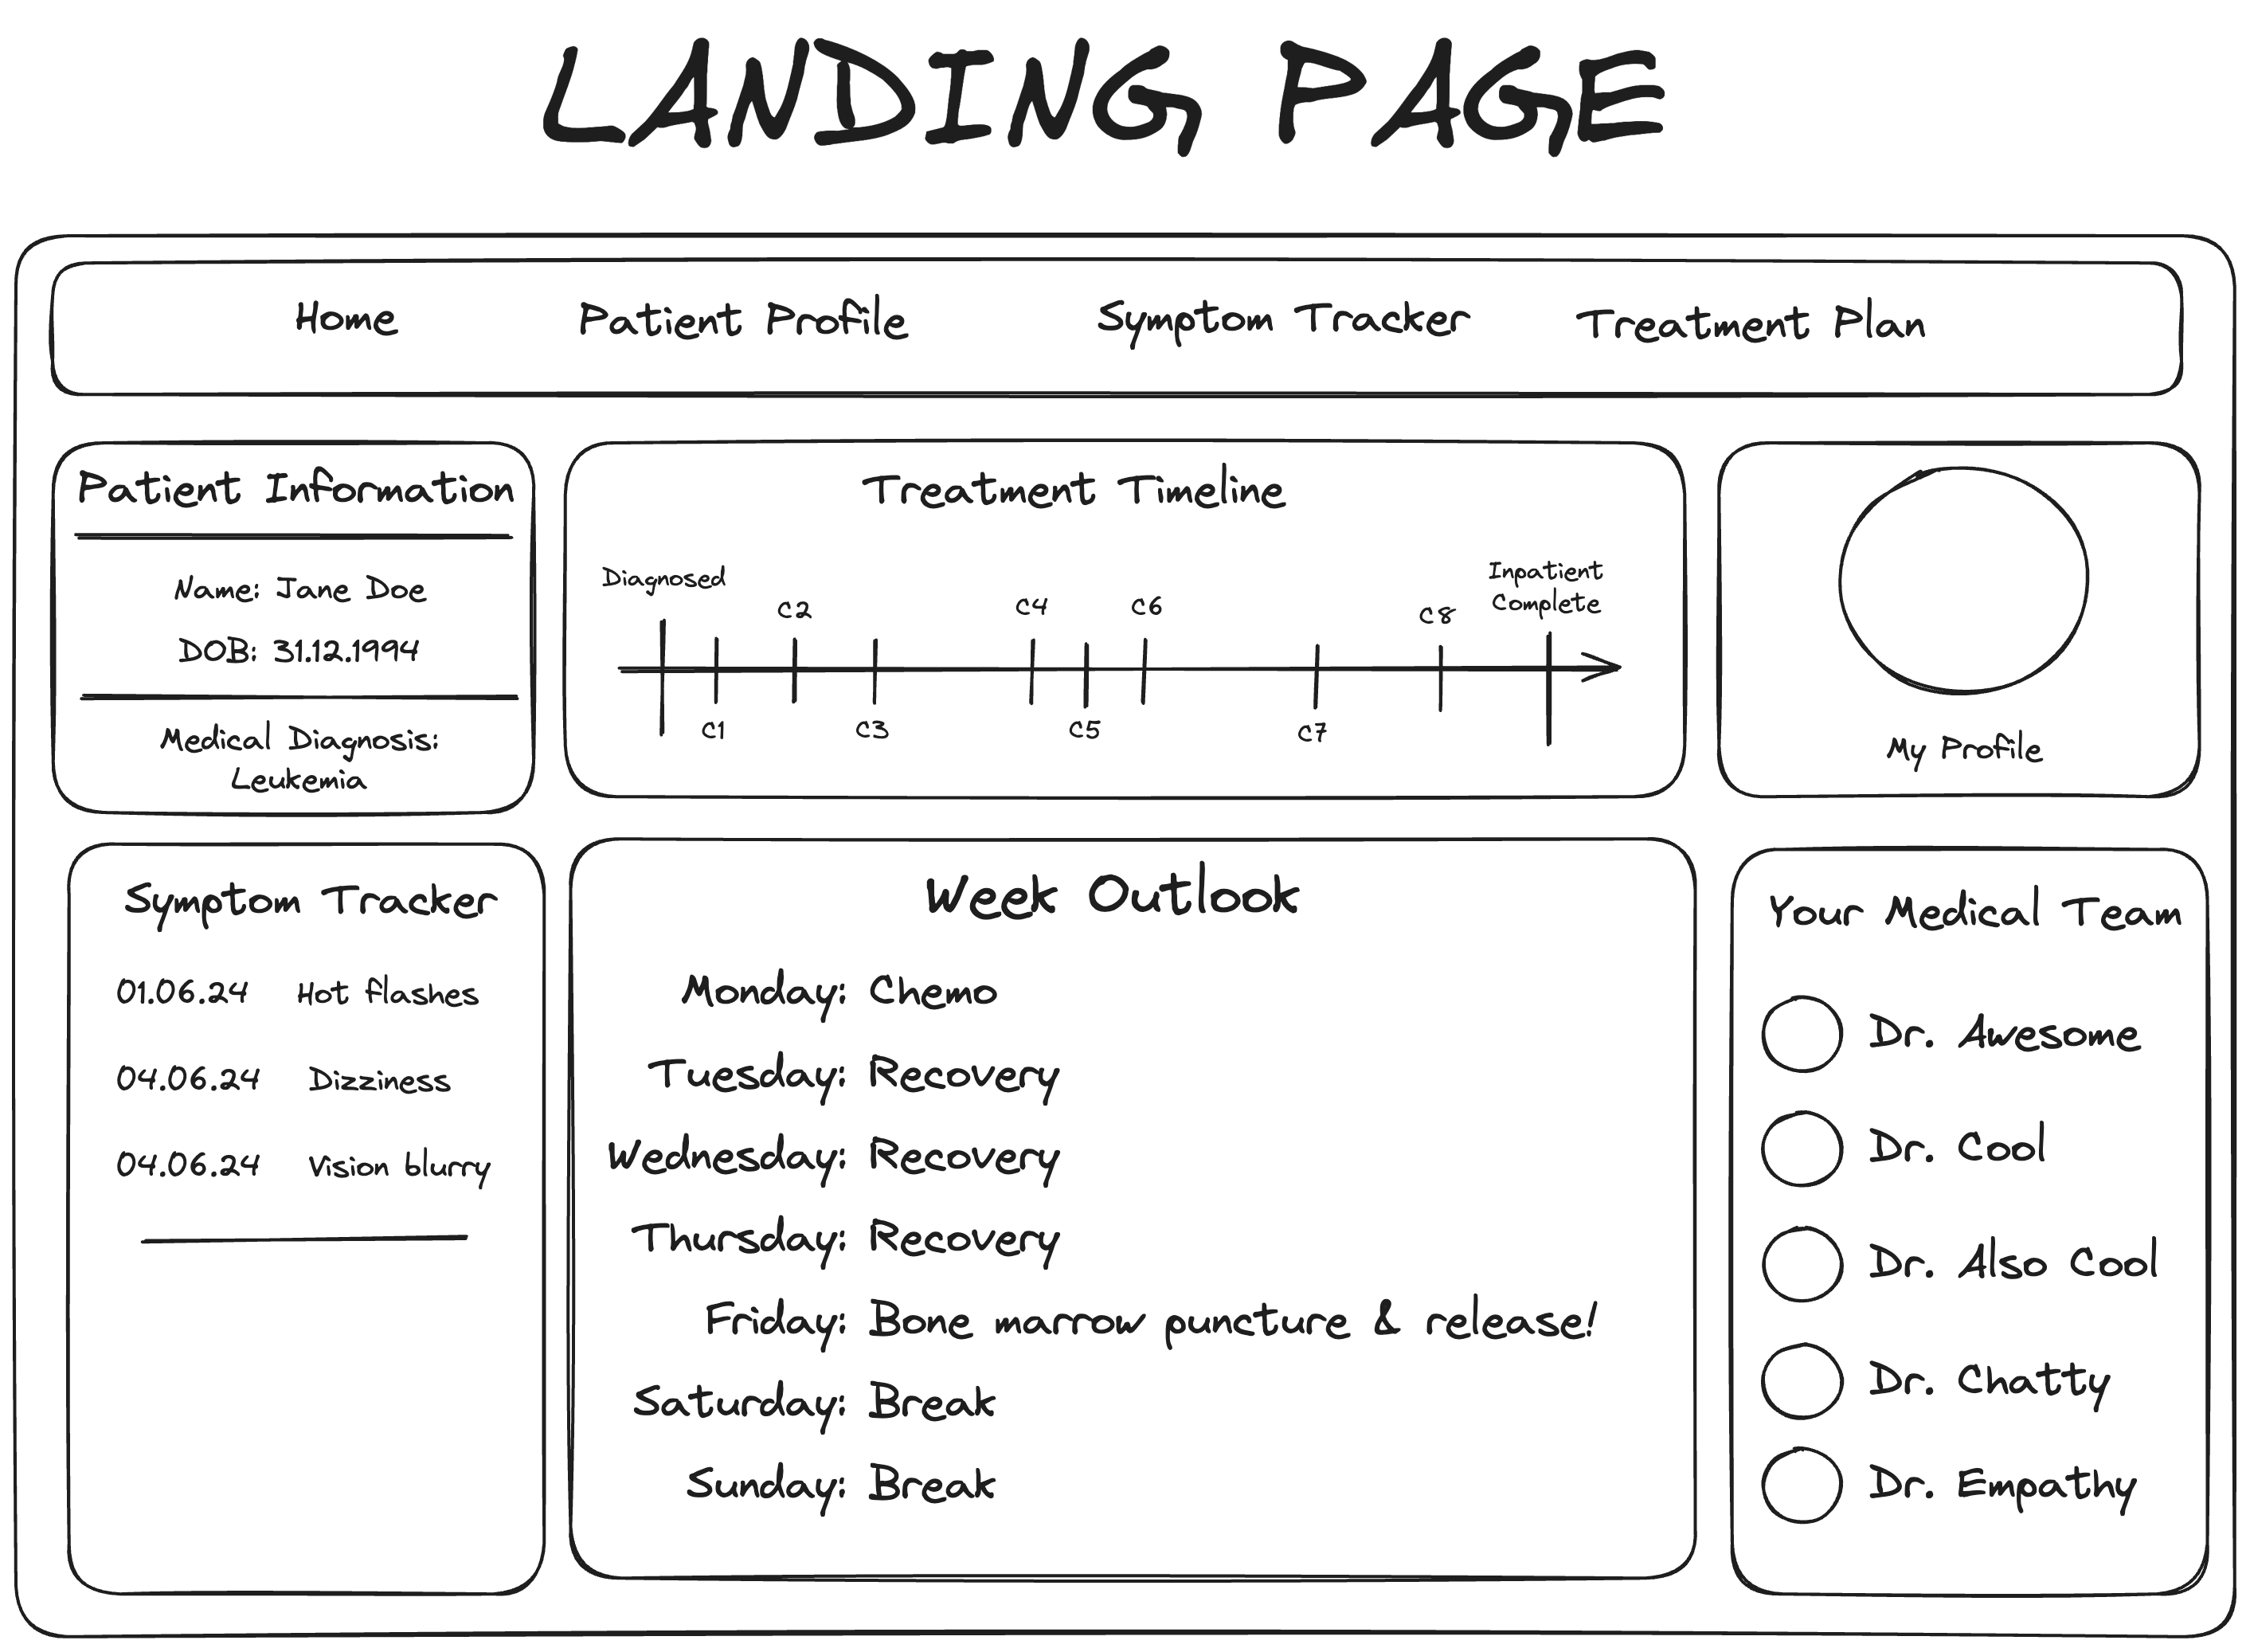 LANDING PAGE
Home
Patient Profile
Symptom Tracker
Treatment Plan
Patient Information
Name: Jane Doe
DOB: 31.12.1994
Medical Diagnosis:
Leukemia
Treatment Timeline
Diagnosed
C1
C2
C3
C4
C5
C6
C7
C8
Inpatient
Complete
My Profile
Symptom Tracker
01.06.24 Hot flashes
04.06.24 Dizziness
04.06.24 Vision blurry
Week Outlook
Monday: Chemo
Tuesday: Recovery
Wednesday: Recovery
Thursday: Recovery
Friday: Bone marrow puncture & release!
Saturday: Break
Sunday: Break
Your Medical Team
Dr. Awesome
Dr. Cool
Dr. Also Cool
Dr. Chatty
Dr. Empathy